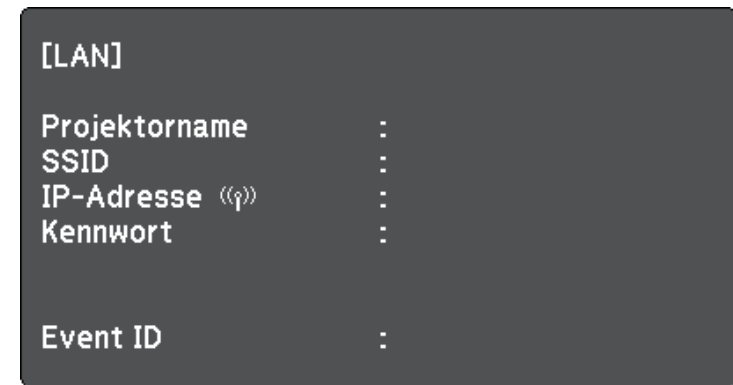 [LAN]
Projektorname :
SSID :
IP-Adresse :
Kennwort :
Event ID :